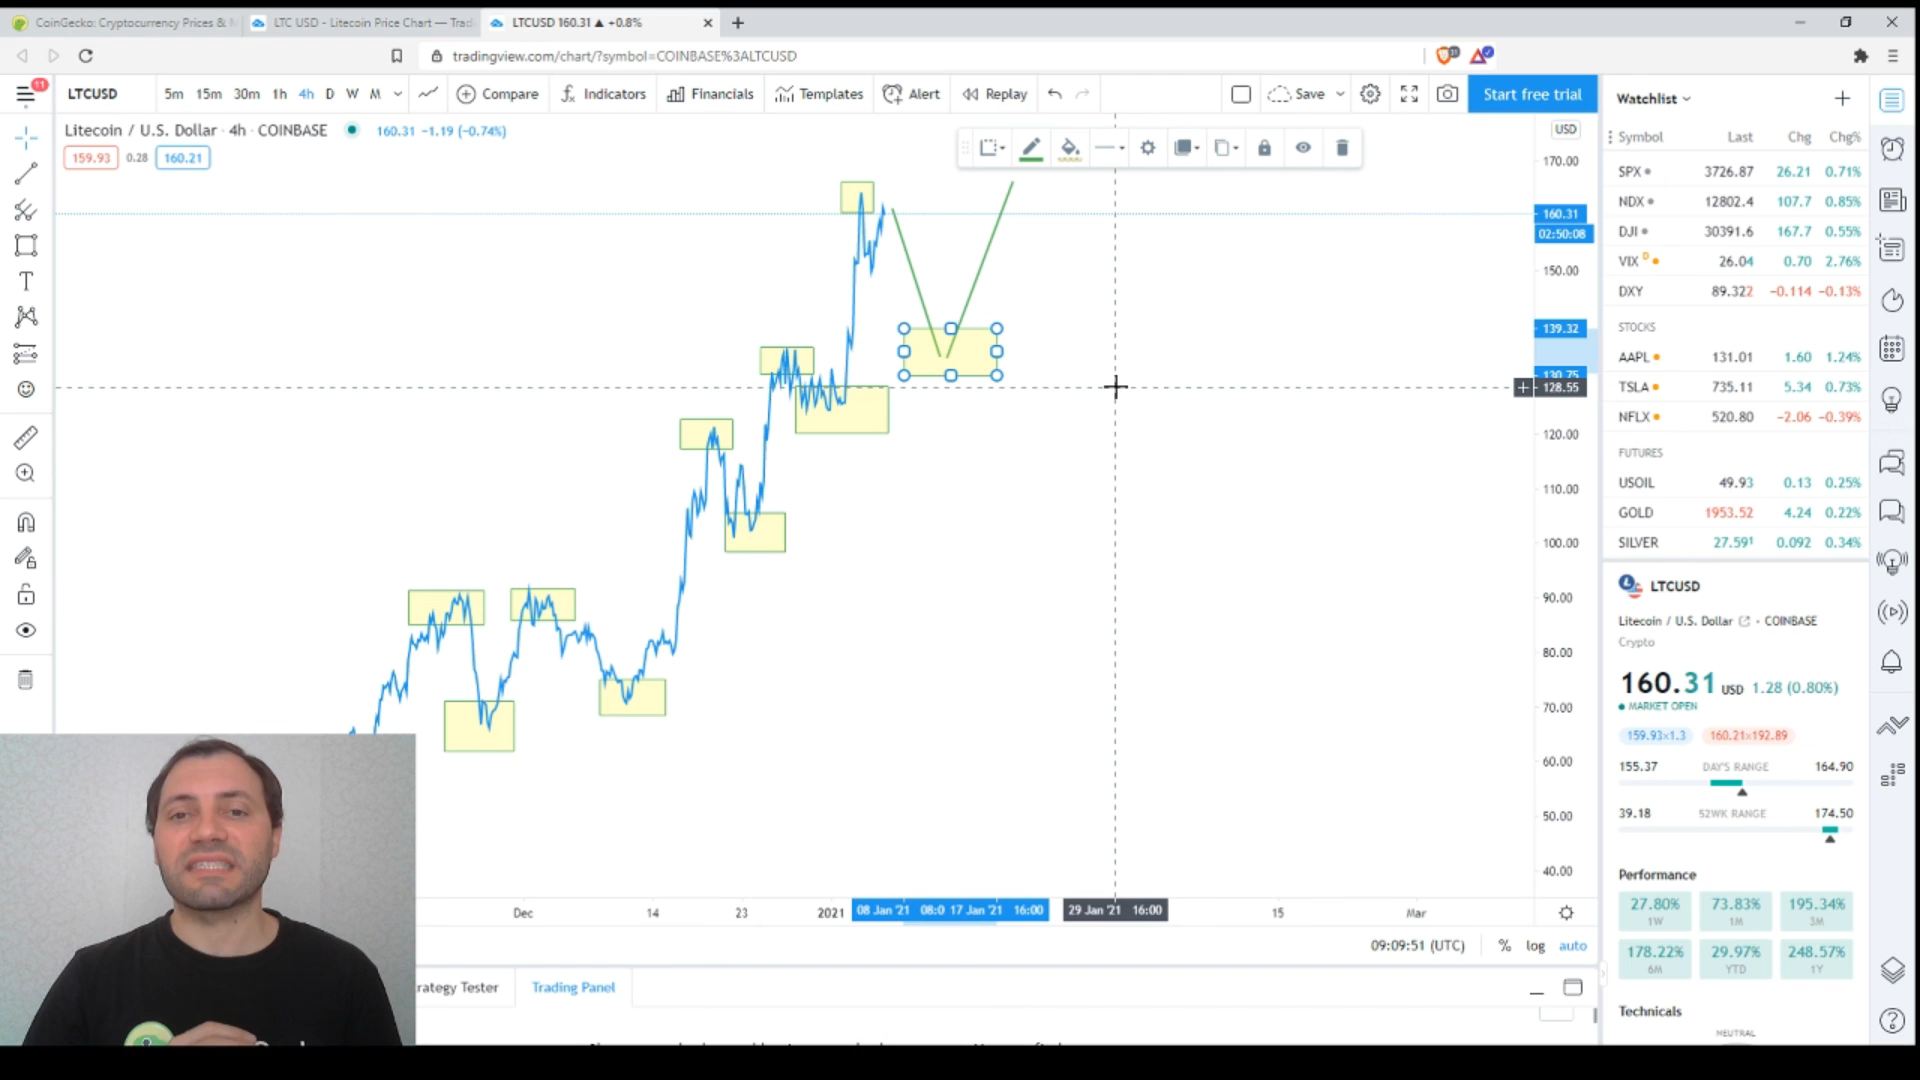 CoinGecko: Cryptocurrency Prices &
LTC USD - Litecoin Price Chart — Trad
LTCUSD 160.31 ▲ +0.8%
tradingview.com/chart/?symbol=COINBASE%3ALTCUSD
11
LTCUSD 5m 15m 30m 1h 4h D W M Compare Indicators Financials Templates Alert Replay Save Start free trial
Litecoin / U.S. Dollar · 4h · COINBASE 160.31 −1.19 (−0.74%)
159.93 0.28 160.21
USD
170.00
160.31
02:50:08
150.00
139.32
130.75
128.55
120.00
110.00
100.00
90.00
80.00
70.00
60.00
50.00
40.00
Dec 14 23 2021 08 Jan '21 08:0 17 Jan '21 16:00 29 Jan '21 16:00 15 Mar
09:09:51 (UTC) % log auto
rategy Tester Trading Panel
Watchlist
Symbol Last Chg Chg%
SPX 3726.87 26.21 0.71%
NDX 12802.4 107.7 0.85%
DJI 30391.6 167.7 0.55%
VIX D 26.04 0.70 2.76%
DXY 89.322 −0.114 −0.13%
STOCKS
AAPL 131.01 1.60 1.24%
TSLA 735.11 5.34 0.73%
NFLX 520.80 −2.06 −0.39%
FUTURES
USOIL 49.93 0.13 0.25%
GOLD 1953.52 4.24 0.22%
SILVER 27.591 0.092 0.34%
LTCUSD
Litecoin / U.S. Dollar · COINBASE
Crypto
160.31 USD 1.28 (0.80%)
MARKET OPEN
159.93×1.3 160.21×192.89
155.37 DAY'S RANGE 164.90
39.18 52WK RANGE 174.50
Performance
27.80% 73.83% 195.34%
1W 1M 3M
178.22% 29.97% 248.57%
6M YTD 1Y
Technicals
NEUTRAL